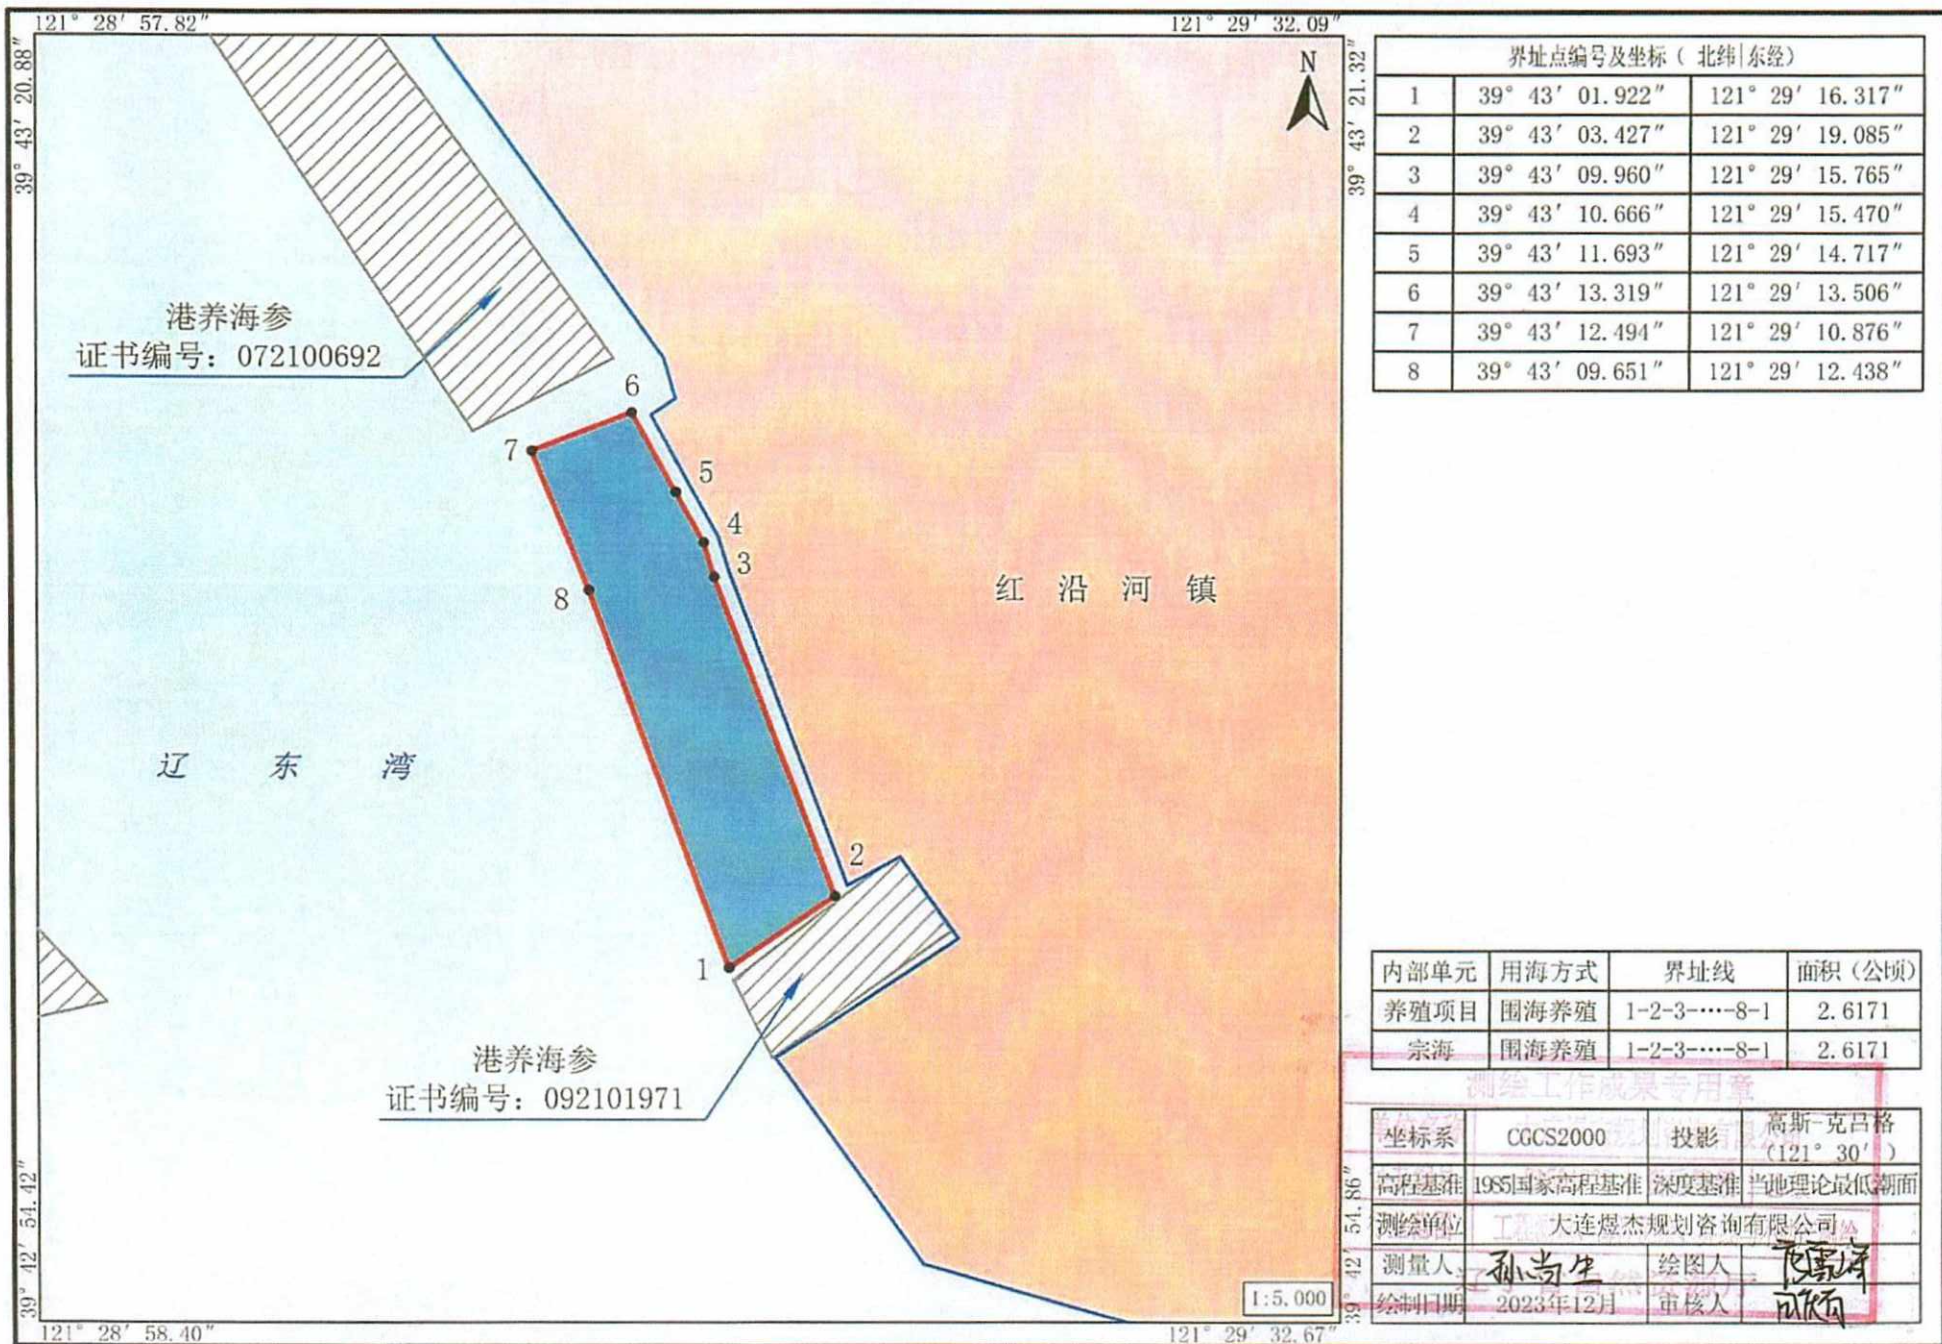 121° 28′ 57.82″
121° 29′ 32.09″
39° 43′ 20.88″
39° 43′ 21.32″
N
港养海参
证书编号：072100692
6
7
5
4
3
8
红沿河镇
辽东湾
2
1
港养海参
证书编号：092101971
1:5,000
39° 42′ 54.42″
39° 42′ 54.86″
121° 28′ 58.40″
121° 29′ 32.67″
界址点编号及坐标（ 北纬|东经）
1 39° 43′ 01.922″ 121° 29′ 16.317″
2 39° 43′ 03.427″ 121° 29′ 19.085″
3 39° 43′ 09.960″ 121° 29′ 15.765″
4 39° 43′ 10.666″ 121° 29′ 15.470″
5 39° 43′ 11.693″ 121° 29′ 14.717″
6 39° 43′ 13.319″ 121° 29′ 13.506″
7 39° 43′ 12.494″ 121° 29′ 10.876″
8 39° 43′ 09.651″ 121° 29′ 12.438″
内部单元 用海方式 界址线 面积（公顷）
养殖项目 围海养殖 1-2-3-····-8-1 2.6171
宗海 围海养殖 1-2-3-····-8-1 2.6171
测绘工作成果专用章
坐标系 CGCS2000 投影 高斯-克吕格
（121° 30′ ）
高程基准 1985国家高程基准 深度基准 当地理论最低潮面
测绘单位 大连煜杰规划咨询有限公司
测量人 孙尚生 绘图人
绘制日期 2023年12月 审核人